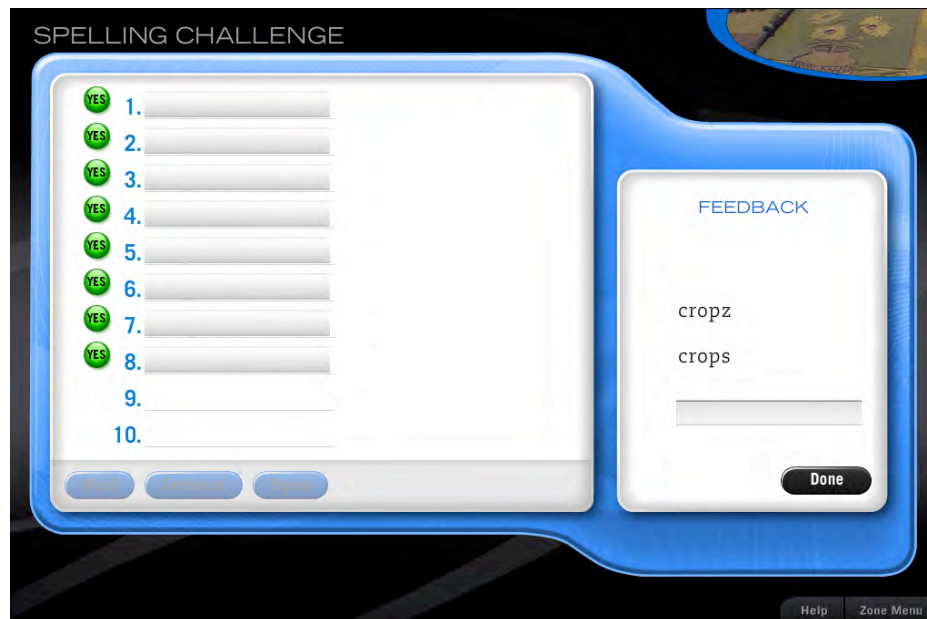 SPELLING CHALLENGE
YES 1.
YES 2.
YES 3.
YES 4.
YES 5.
YES 6.
YES 7.
YES 8.
9.
10.
FEEDBACK
cropz
crops
Done
Help Zone Menu